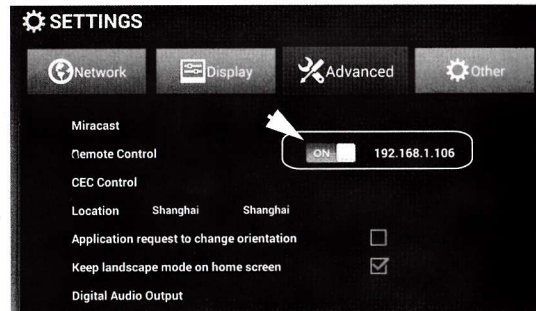 SETTINGS
Network Display Advanced Other
Miracast
Remote Control ON 192.168.1.106
CEC Control
Location Shanghai Shanghai
Application request to change orientation
Keep landscape mode on home screen
Digital Audio Output